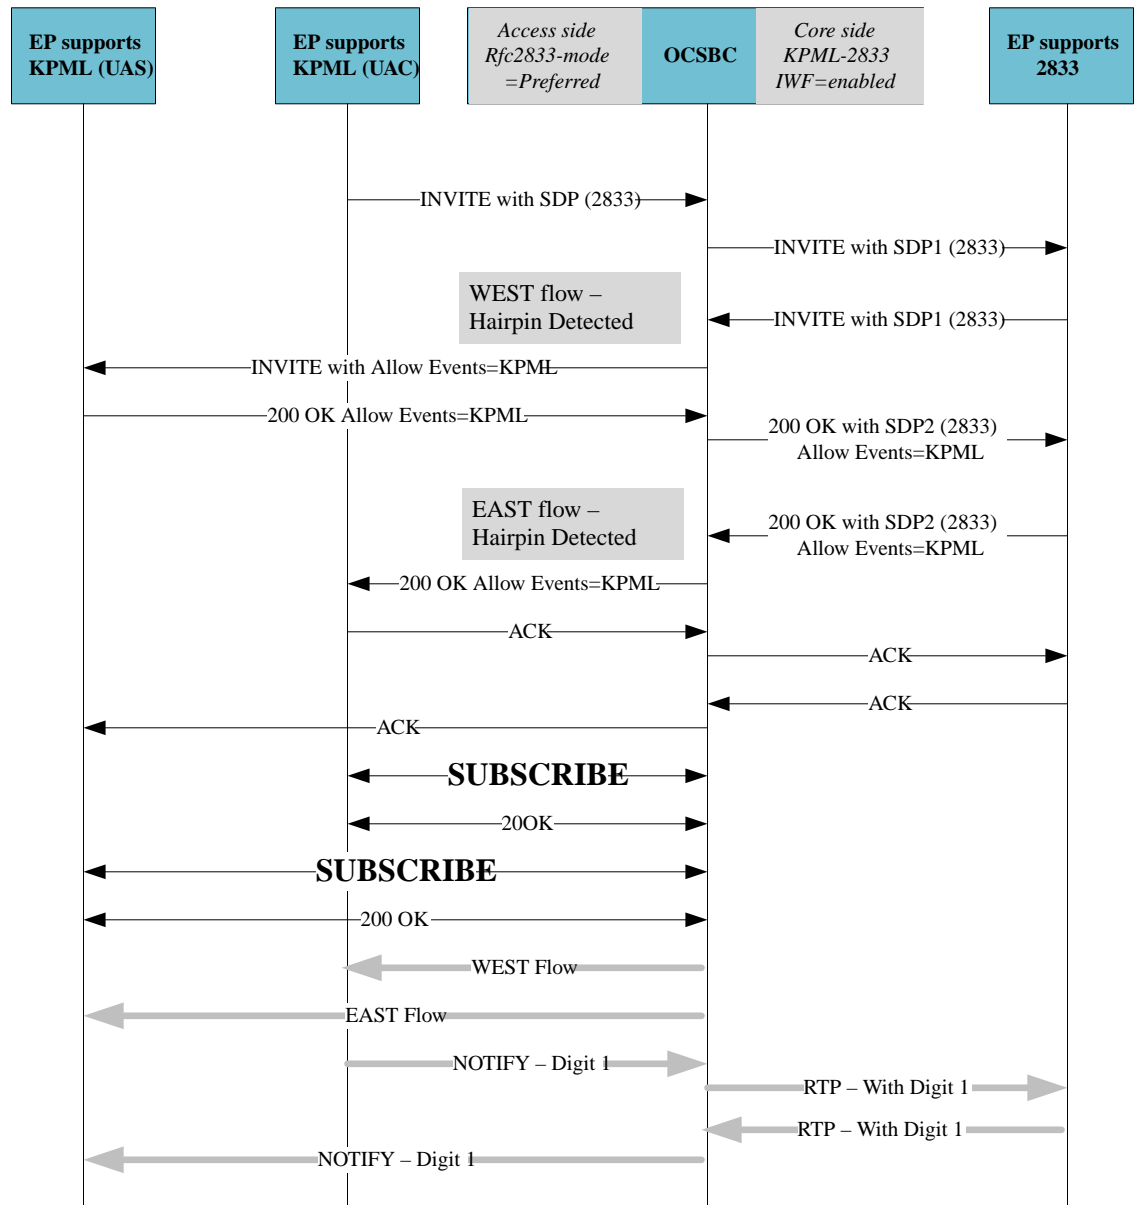 EP supports
KPML (UAS)
EP supports
KPML (UAC)
Access side
Rfc2833-mode
=Preferred
OCSBC
Core side
KPML-2833
IWF=enabled
EP supports
2833
INVITE with SDP (2833)
INVITE with SDP1 (2833)
WEST flow –
Hairpin Detected
INVITE with SDP1 (2833)
INVITE with Allow Events=KPML
200 OK Allow Events=KPML
200 OK with SDP2 (2833)
Allow Events=KPML
EAST flow –
Hairpin Detected
200 OK with SDP2 (2833)
Allow Events=KPML
200 OK Allow Events=KPML
ACK
ACK
ACK
ACK
SUBSCRIBE
20OK
SUBSCRIBE
200 OK
WEST Flow
EAST Flow
NOTIFY – Digit 1
RTP – With Digit 1
RTP – With Digit 1
NOTIFY – Digit 1